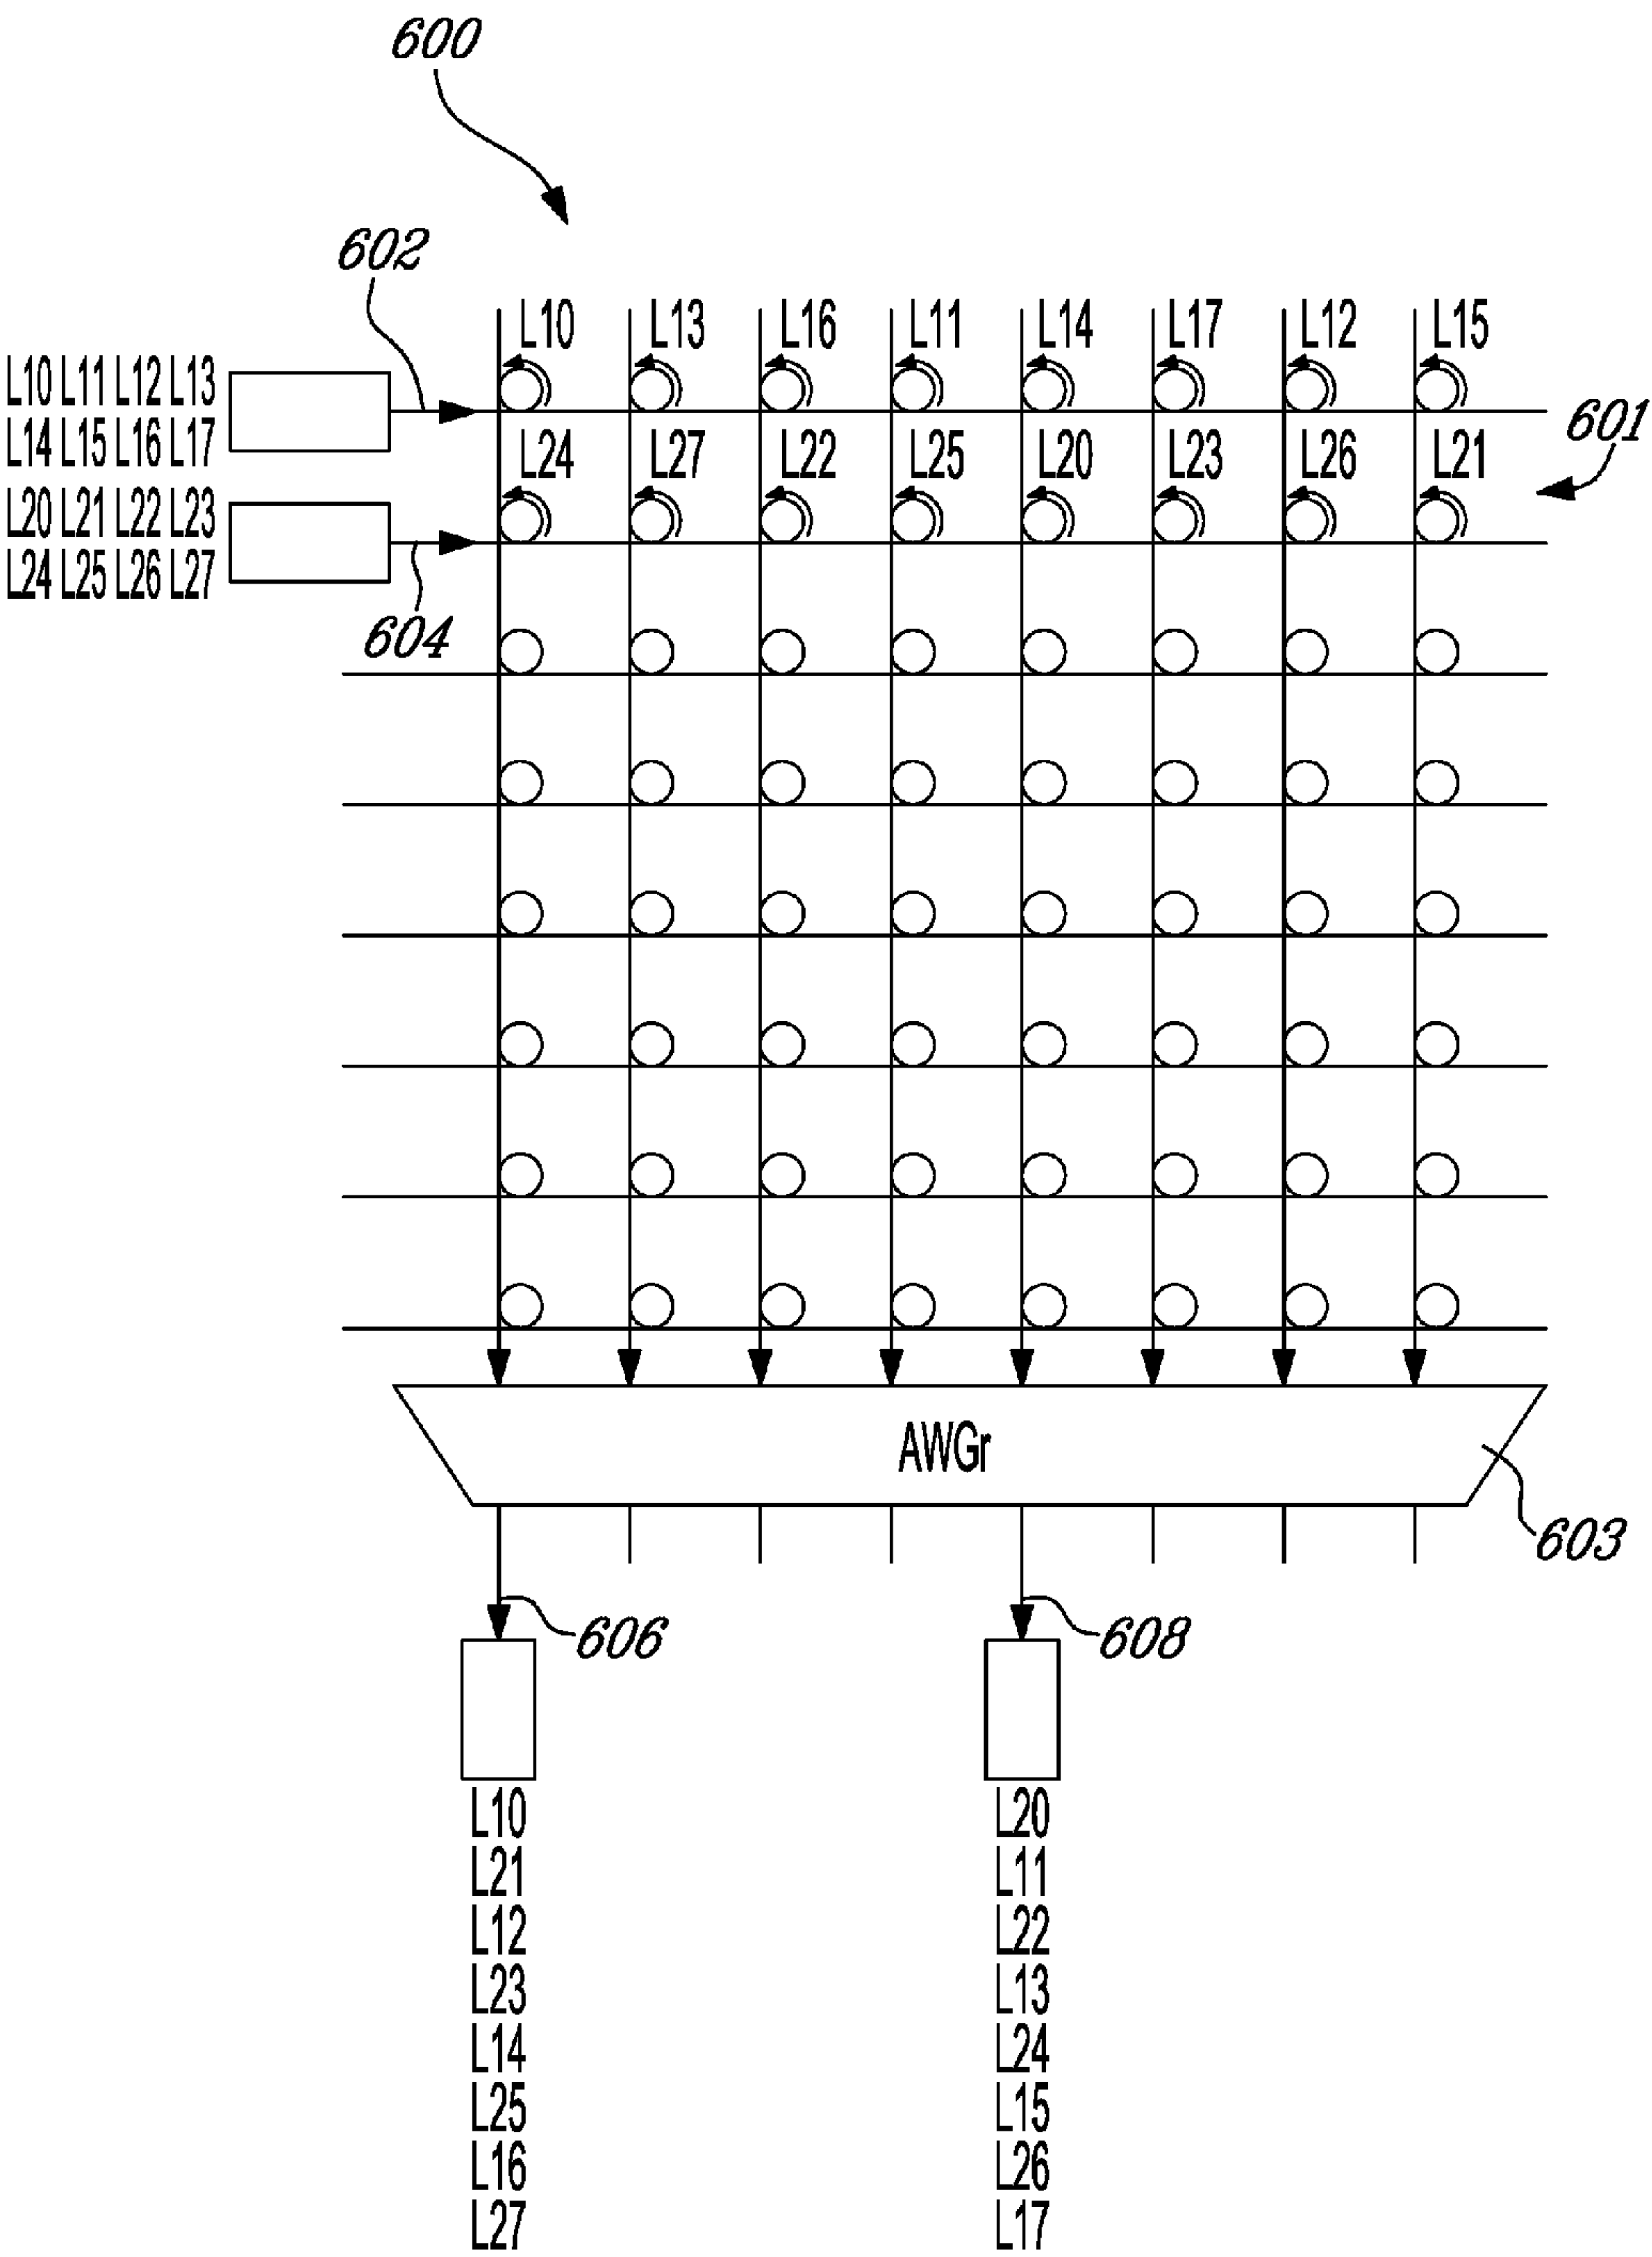 600
602
L10 L13 L16 L11 L14 L17 L12 L15
L10 L11 L12 L13
L14 L15 L16 L17
601
L24 L27 L22 L25 L20 L23 L26 L21
L20 L21 L22 L23
L24 L25 L26 L27
604
AWGr
603
606
608
L10
L21
L12
L23
L14
L25
L16
L27
L20
L11
L22
L13
L24
L15
L26
L17